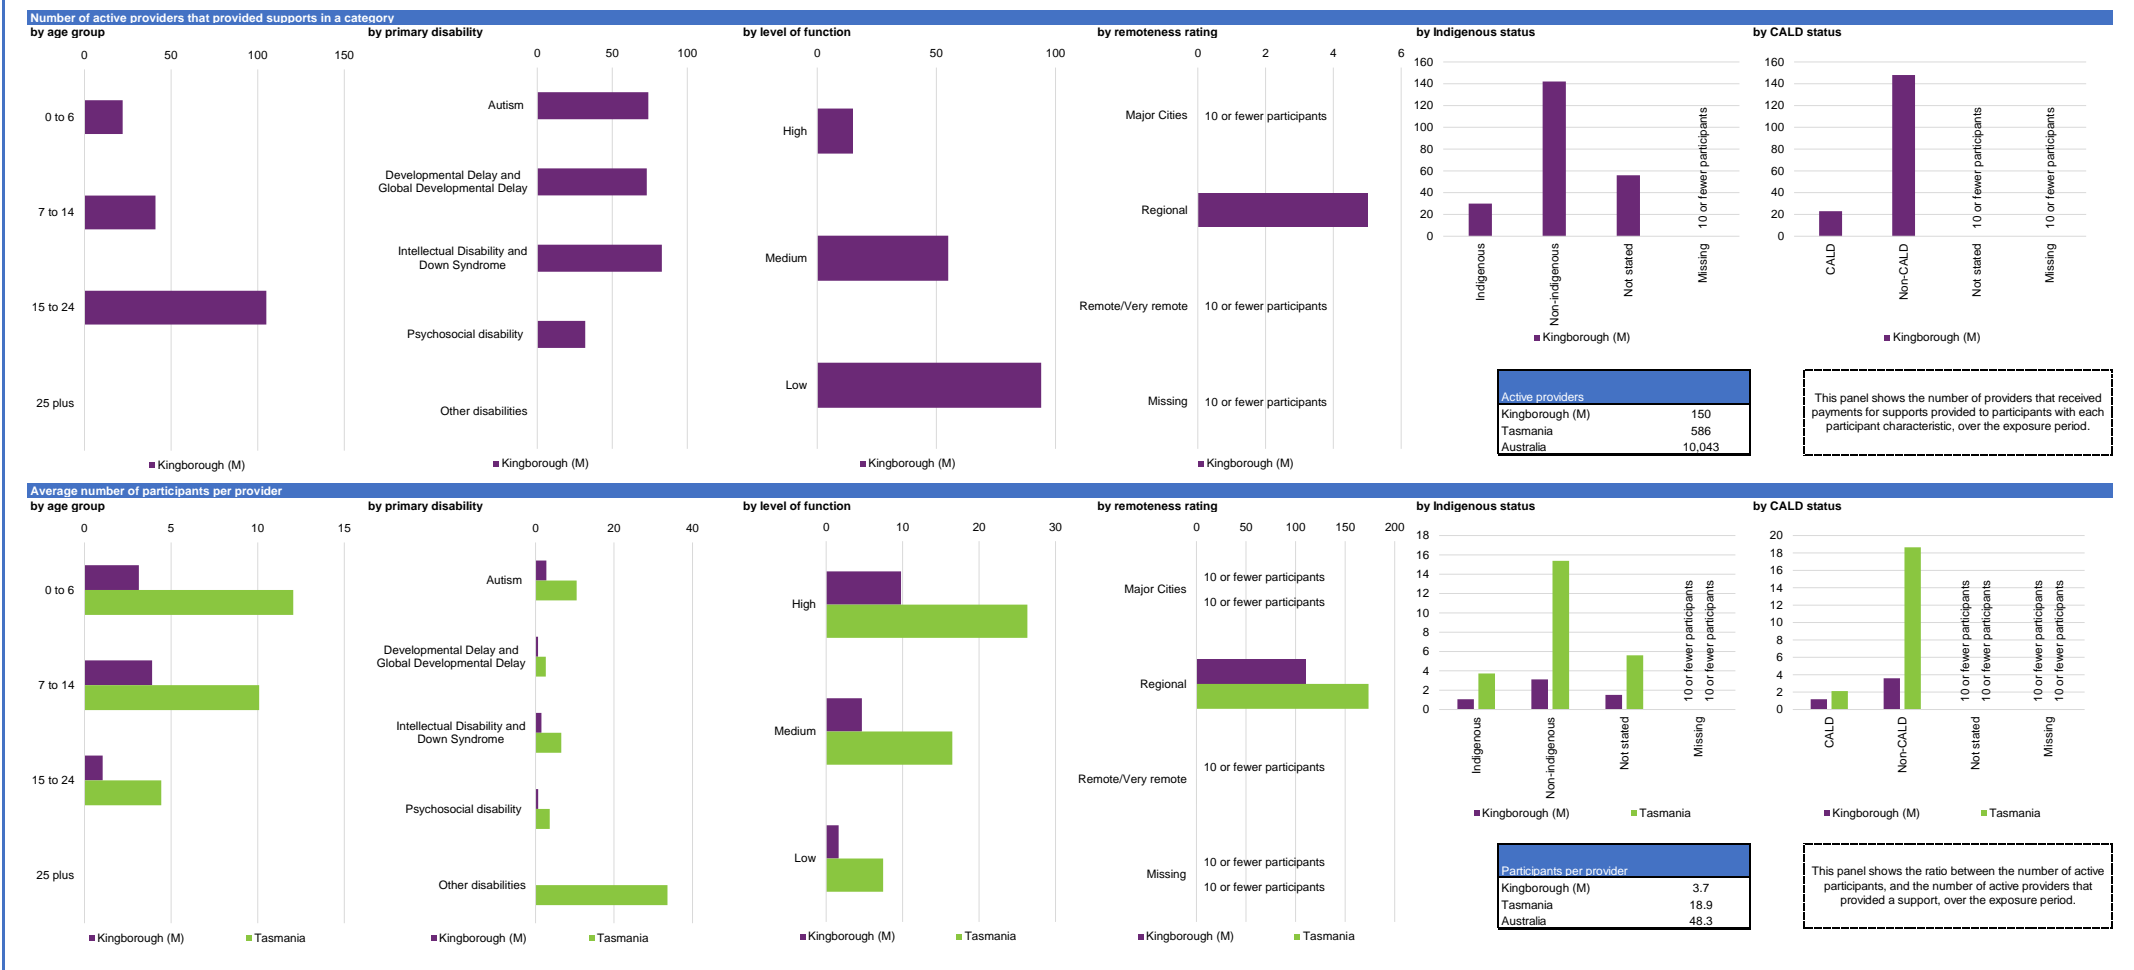 Number of active providers that provided supports in a category
by age group
0 50 100 150
0 to 6
7 to 14
15 to 24
25 plus
Kingborough (M)
by primary disability
0 50 100
Autism
Developmental Delay and
Global Developmental Delay
Intellectual Disability and
Down Syndrome
Psychosocial disability
Other disabilities
Kingborough (M)
by level of function
0 50 100
High
Medium
Low
Kingborough (M)
by remoteness rating
0 2 4 6
Major Cities 10 or fewer participants
Regional
Remote/Very remote 10 or fewer participants
Missing 10 or fewer participants
Kingborough (M)
by Indigenous status
160
140
120
100
80
60
40
20
0
10 or fewer participants
Indigenous
Non-indigenous
Not stated
Missing
Kingborough (M)
by CALD status
160
140
120
100
80
60
40
20
0
10 or fewer participants
10 or fewer participants
CALD
Non-CALD
Not stated
Missing
Kingborough (M)
Active providers
Kingborough (M) 150
Tasmania 586
Australia 10,043
This panel shows the number of providers that received
payments for supports provided to participants with each
participant characteristic, over the exposure period.
Average number of participants per provider
by age group
0 5 10 15
0 to 6
7 to 14
15 to 24
25 plus
Kingborough (M) Tasmania
by primary disability
0 20 40
Autism
Developmental Delay and
Global Developmental Delay
Intellectual Disability and
Down Syndrome
Psychosocial disability
Other disabilities
Kingborough (M) Tasmania
by level of function
0 10 20 30
High
Medium
Low
Kingborough (M) Tasmania
by remoteness rating
0 50 100 150 200
Major Cities
10 or fewer participants
10 or fewer participants
Regional
Remote/Very remote
10 or fewer participants
Missing
10 or fewer participants
10 or fewer participants
Kingborough (M) Tasmania
by Indigenous status
18
16
14
12
10
8
6
4
2
0
10 or fewer participants
10 or fewer participants
Indigenous
Non-indigenous
Not stated
Missing
Kingborough (M) Tasmania
by CALD status
20
18
16
14
12
10
8
6
4
2
0
10 or fewer participants
10 or fewer participants
10 or fewer participants
10 or fewer participants
CALD
Non-CALD
Not stated
Missing
Kingborough (M) Tasmania
Participants per provider
Kingborough (M) 3.7
Tasmania 18.9
Australia 48.3
This panel shows the ratio between the number of active
participants, and the number of active providers that
provided a support, over the exposure period.